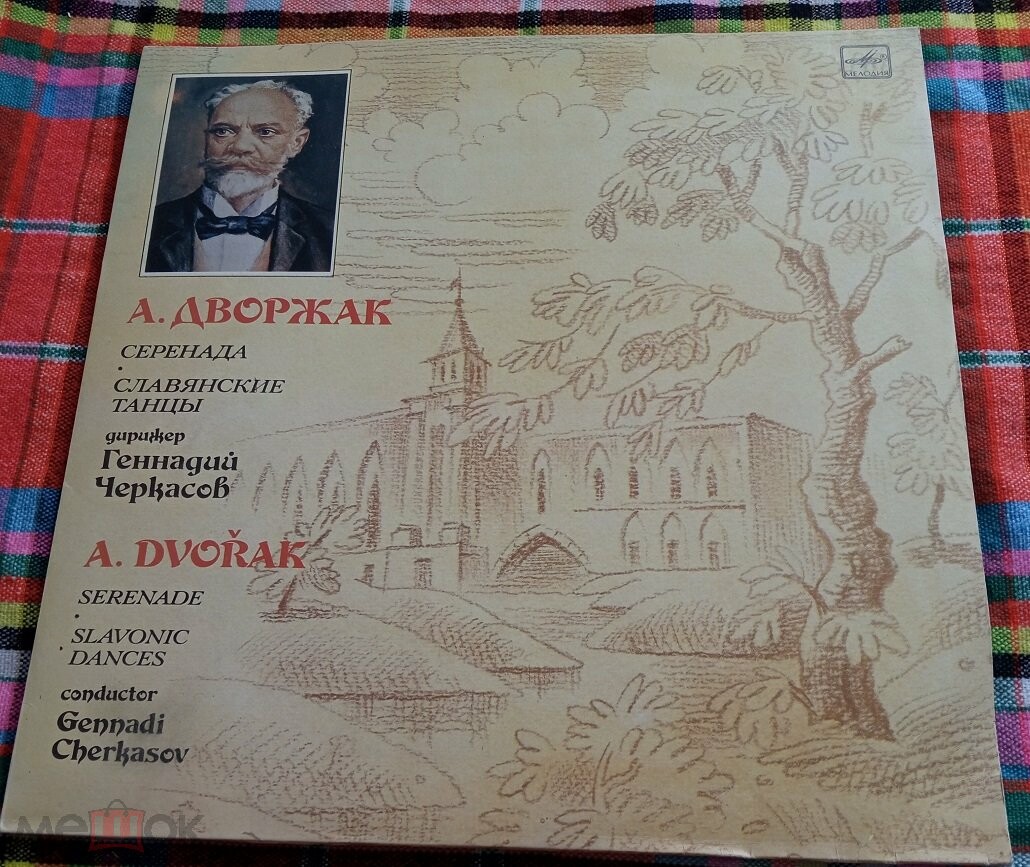 МЕЛОДИЯ
А. ДВОРЖАК
СЕРЕНАДА
•
СЛАВЯНСКИЕ
ТАНЦЫ
дирижер
Геннадий
Черкасов
A. DVOŘAK
SERENADE
•
SLAVONIC
DANCES
conductor
Gennadi
Cherkasov
мешок